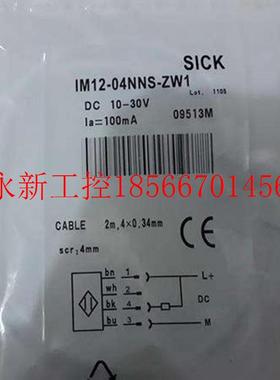 SICK
IM12-04NNS-ZW1
Lot. 1105
DC 10-30V
Ia=100mA
09513M
永新工控18566701456
CABLE 2m,4×0,34mm
CE
scr,4mm
bn 1 L+
wh 2
bk 4 DC
bu 3 M